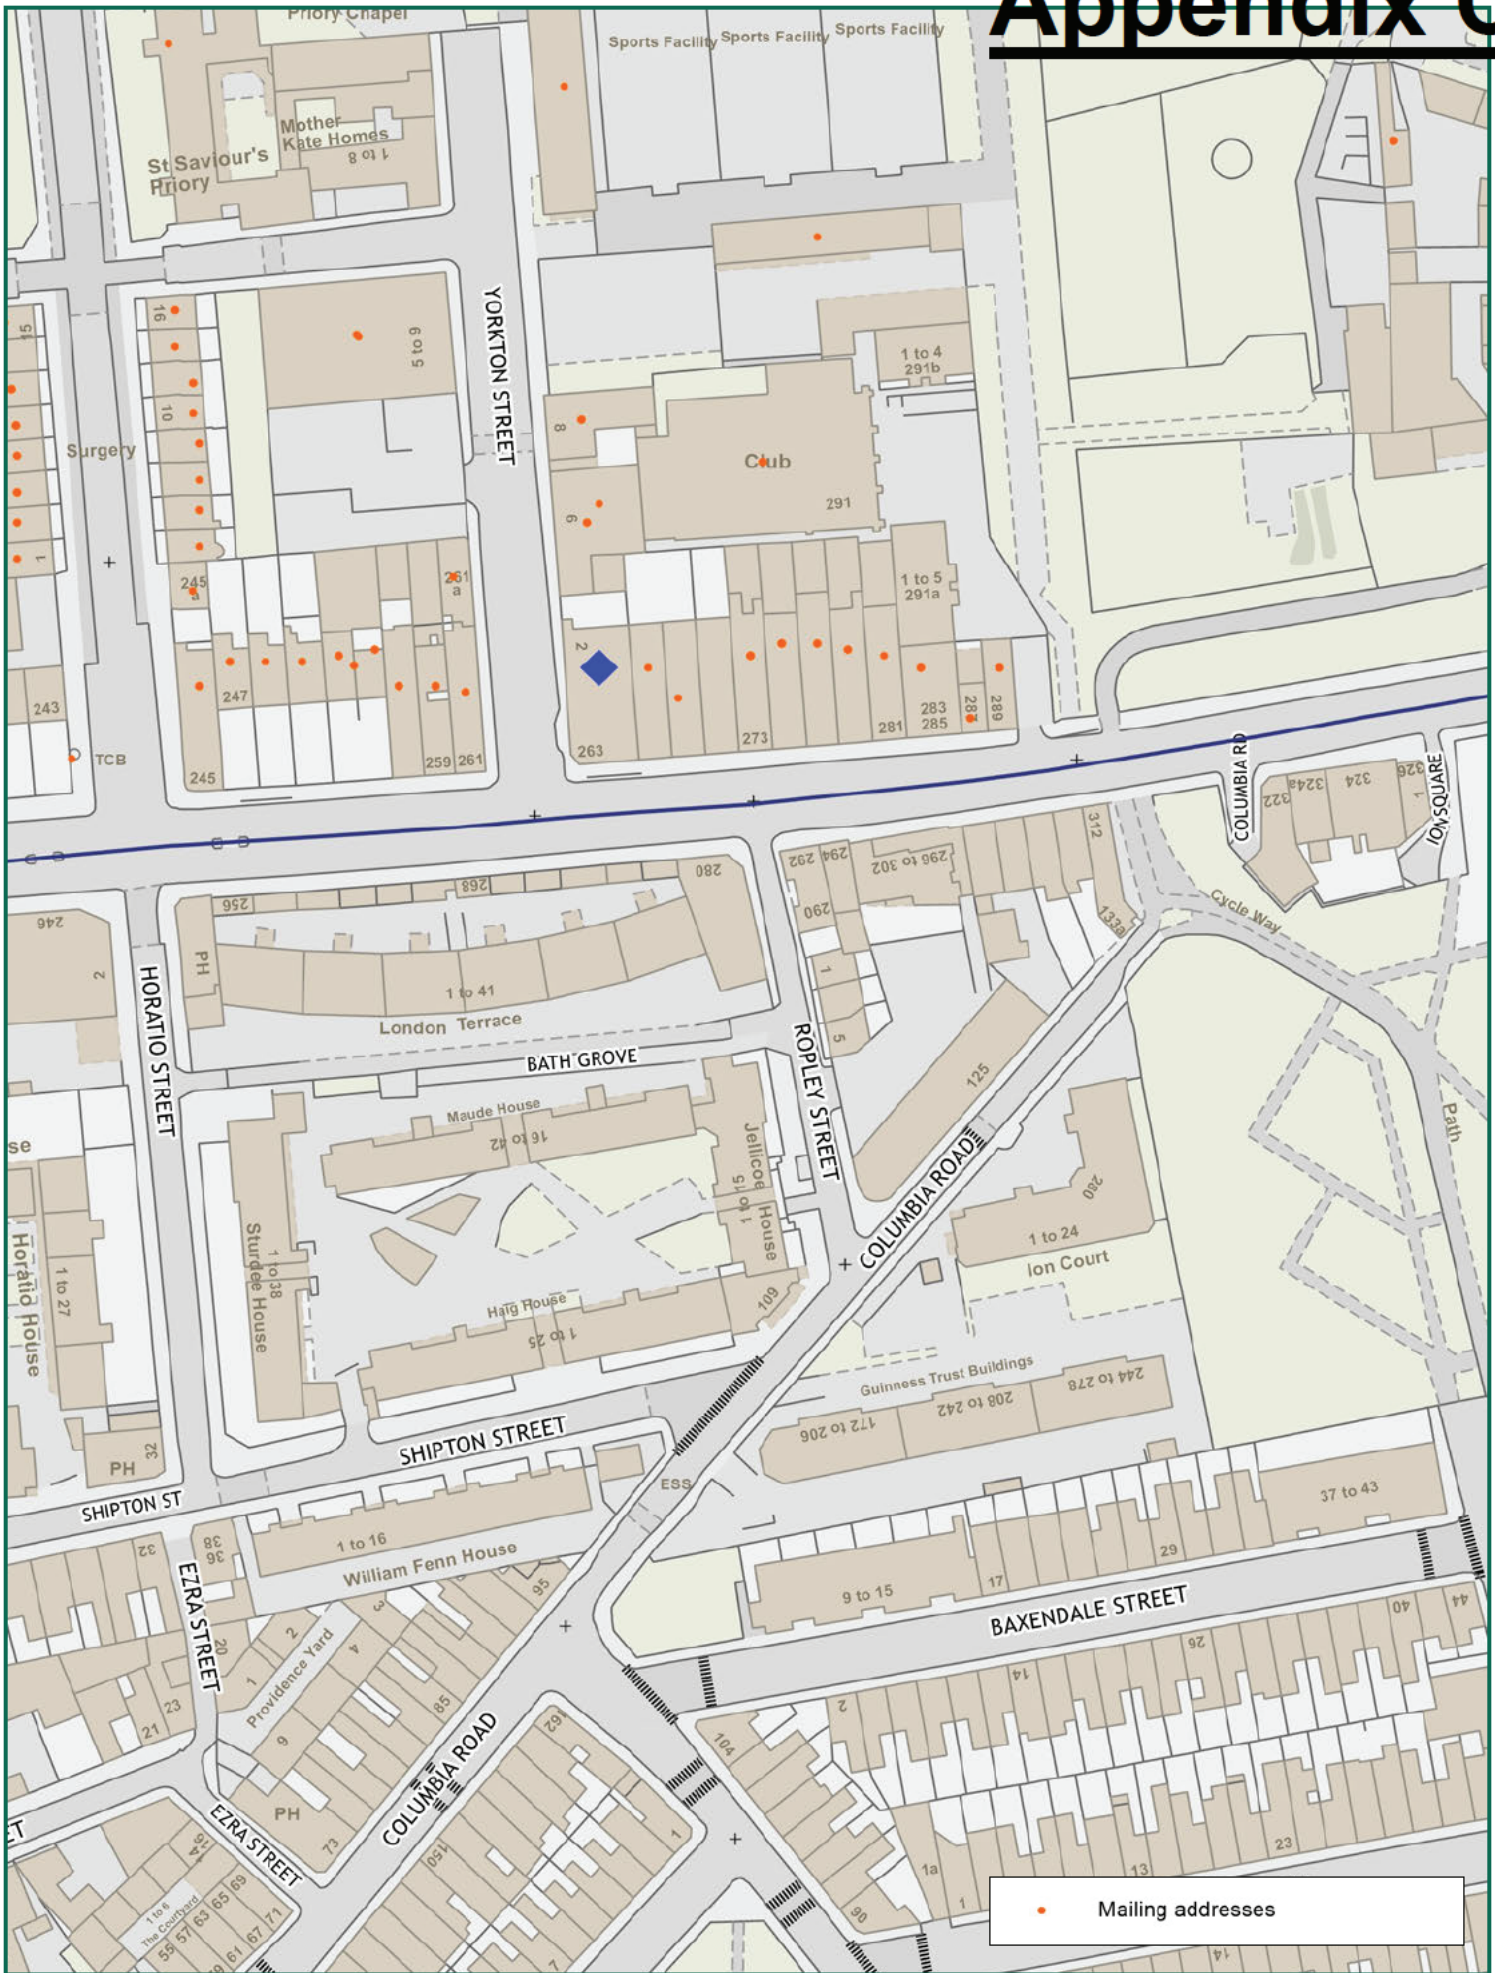 Appendix C
Priory Chapel
Sports Facility
Sports Facility
Sports Facility
Mother
Kate Homes
1 to 8
St Saviour's
Priory
YORKTON STREET
15
16
5 to 9
10
Surgery
1
8
Club
291
6
1 to 4
291b
245
a
261
a
1 to 5
291a
2
243
247
TCB
245
259
261
263
273
281
283
285
287
289
COLUMBIA RD
322
324a
324
326
1
ION SQUARE
246
2
256
268
280
292
294
296 to 302
312
290
133a
Cycle Way
PH
HORATIO STREET
1 to 41
London Terrace
BATH GROVE
1
5
ROPLEY STREET
125
Path
Maude House
16 to 42
Jellicoe House
1 to 15
COLUMBIA ROAD
280
1 to 24
Ion Court
se
Horatio House
1 to 27
Sturdee House
1 to 38
Haig House
1 to 25
109
Guinness Trust Buildings
172 to 206
208 to 242
244 to 278
SHIPTON STREET
PH
32
ESS
SHIPTON ST
37 to 43
32
38
36
1 to 16
William Fenn House
95
29
17
9 to 15
BAXENDALE STREET
EZRA STREET
3
2
4
20
1
Providence Yard
85
9
23
21
40
44
26
14
2
162
104
COLUMBIA ROAD
PH
73
EZRA STREET
ET
150
1
23
13
1a
1
90
69
65
63
57
55
71
67
61
1 to 6
The Courtyard
7
14
Mailing addresses